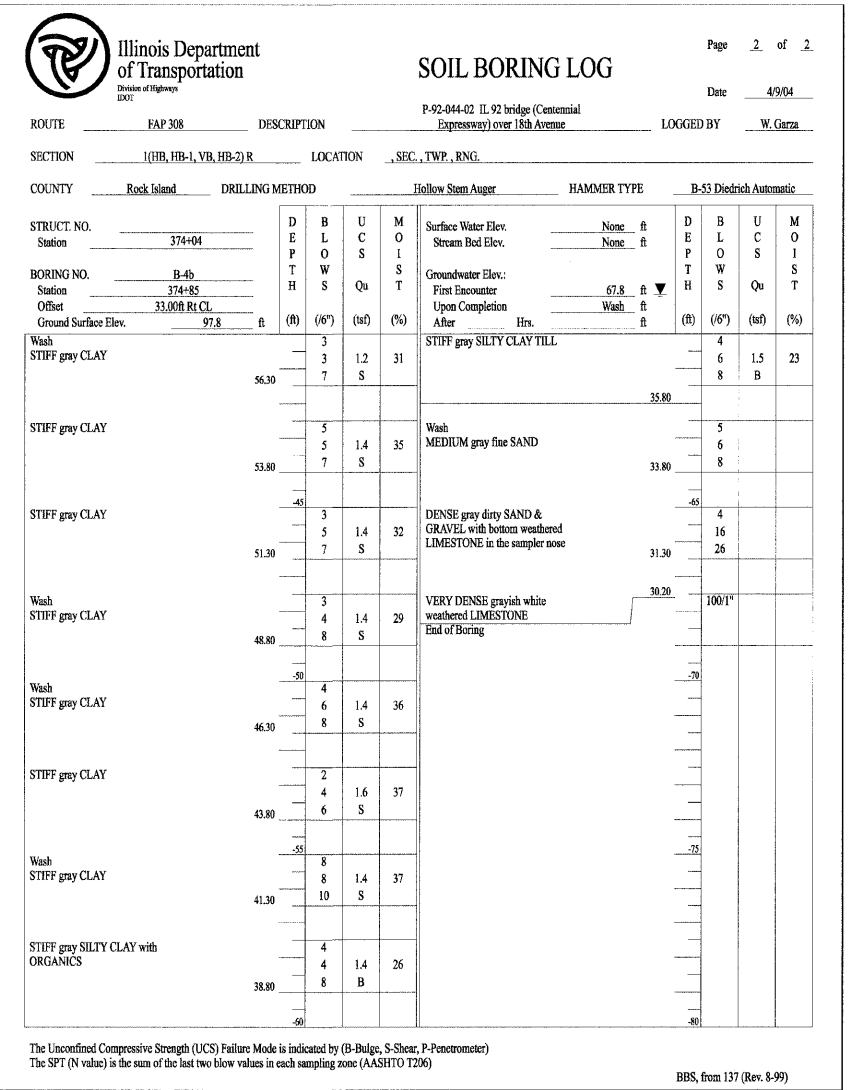 Illinois Department
of Transportation
Division of Highways
IDOT
SOIL BORING LOG
Page 2 of 2
Date 4/9/04
ROUTE FAP 308 DESCRIPTION P-92-044-02 IL 92 bridge (Centennial
Expressway) over 18th Avenue LOGGED BY W. Garza
SECTION 1(HB, HB-1, VB, HB-2) R LOCATION , SEC. , TWP. , RNG.
COUNTY Rock Island DRILLING METHOD Hollow Stem Auger HAMMER TYPE B-53 Diedrich Automatic
STRUCT. NO.
Station 374+04
BORING NO. B-4b
Station 374+85
Offset 33.00ft Rt CL
Ground Surface Elev. 97.8 ft
DEPTH (ft)
BLOWS (/6")
UCS Qu (tsf)
MOIST (%)
Surface Water Elev. None ft
Stream Bed Elev. None ft
Groundwater Elev.:
First Encounter 67.8 ft ▼
Upon Completion Wash ft
After Hrs. ft
DEPTH (ft)
BLOWS (/6")
UCS Qu (tsf)
MOIST (%)
Wash 3
STIFF gray CLAY 3 1.2 31
56.30 7 S
STIFF gray CLAY 5
5 1.4 35
53.80 7 S
-45
STIFF gray CLAY 3
5 1.4 32
51.30 7 S
Wash 3
STIFF gray CLAY 4 1.4 29
48.80 8 S
-50
Wash 4
STIFF gray CLAY 6 1.4 36
46.30 8 S
STIFF gray CLAY 2
4 1.6 37
43.80 6 S
-55
Wash 8
STIFF gray CLAY 8 1.4 37
41.30 10 S
STIFF gray SILTY CLAY with 4
ORGANICS 4 1.4 26
38.80 8 B
-60
STIFF gray SILTY CLAY TILL 4
6 1.5 23
8 B
35.80
Wash 5
MEDIUM gray fine SAND 6
33.80 8
-65
DENSE gray dirty SAND & 4
GRAVEL with bottom weathered 16
LIMESTONE in the sampler nose 31.30 26
30.20
VERY DENSE grayish white 100/1"
weathered LIMESTONE
End of Boring
-70
-75
-80
The Unconfined Compressive Strength (UCS) Failure Mode is indicated by (B-Bulge, S-Shear, P-Penetrometer)
The SPT (N value) is the sum of the last two blow values in each sampling zone (AASHTO T206)
BBS, from 137 (Rev. 8-99)